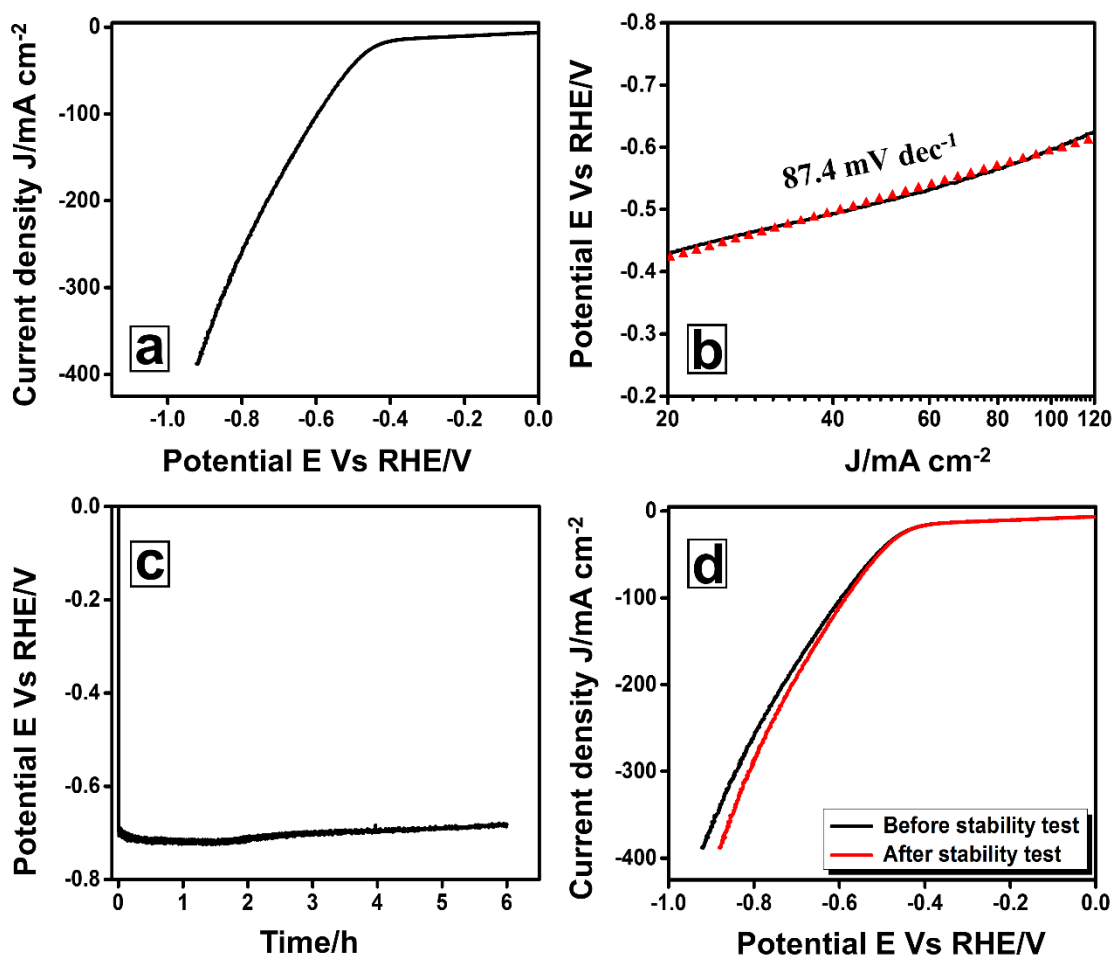 Current density J/mA cm⁻²
0
-100
-200
-300
-400
a
-1.0 -0.8 -0.6 -0.4 -0.2 0.0
Potential E Vs RHE/V
Potential E Vs RHE/V
-0.8
-0.7
-0.6
-0.5
-0.4
-0.3
-0.2
87.4 mV dec⁻¹
b
20 40 60 80 100 120
J/mA cm⁻²
Potential E Vs RHE/V
0.0
-0.2
-0.4
-0.6
-0.8
c
0 1 2 3 4 5 6
Time/h
Current density J/mA cm⁻²
0
-100
-200
-300
-400
d
Before stability test
After stability test
-1.0 -0.8 -0.6 -0.4 -0.2 0.0
Potential E Vs RHE/V